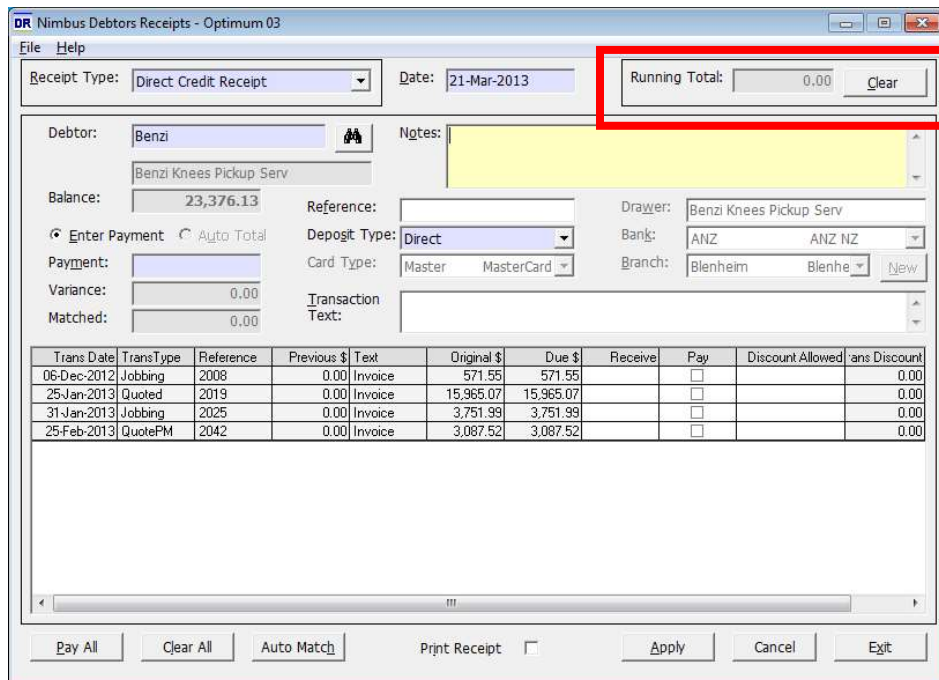 DR Nimbus Debtors Receipts - Optimum 03
File Help
Receipt Type: Direct Credit Receipt Date: 21-Mar-2013 Running Total: 0.00 Clear
Debtor: Benzi Notes:
Benzi Knees Pickup Serv
Balance: 23,376.13 Reference: Drawer: Benzi Knees Pickup Serv
Enter Payment Auto Total Deposit Type: Direct Bank: ANZ ANZ NZ
Payment: Card Type: Master MasterCard Branch: Blenheim Blenhe New
Variance: 0.00 Transaction Text:
Matched: 0.00
Trans Date TransType Reference Previous $ Text Original $ Due $ Receive Pay Discount Allowed ans Discount
06-Dec-2012 Jobbing 2008 0.00 Invoice 571.55 571.55 0.00
25-Jan-2013 Quoted 2019 0.00 Invoice 15,965.07 15,965.07 0.00
31-Jan-2013 Jobbing 2025 0.00 Invoice 3,751.99 3,751.99 0.00
25-Feb-2013 QuotePM 2042 0.00 Invoice 3,087.52 3,087.52 0.00
Pay All Clear All Auto Match Print Receipt Apply Cancel Exit